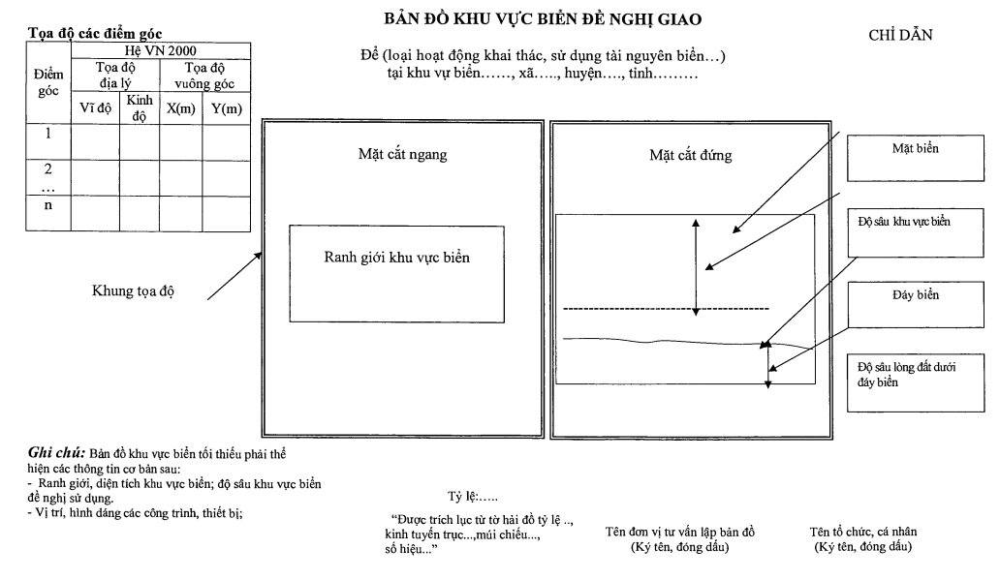 BẢN ĐỒ KHU VỰC BIỂN ĐỀ NGHỊ GIAO
Để (loại hoạt động khai thác, sử dụng tài nguyên biển…)
tại khu vự biển……, xã….., huyện…., tỉnh………
CHỈ DẪN
Tọa độ các điểm góc
Điểm góc
Hệ VN 2000
Tọa độ địa lý
Tọa độ vuông góc
Vĩ độ
Kinh độ
X(m)
Y(m)
1
2
…
n
Khung tọa độ
Mặt cắt ngang
Ranh giới khu vực biển
Mặt cắt đứng
Mặt biển
Độ sâu khu vực biển
Đáy biển
Độ sâu lòng đất dưới
đáy biển
Ghi chú: Bản đồ khu vực biển tối thiểu phải thể
hiện các thông tin cơ bản sau:
- Ranh giới, diện tích khu vực biển; độ sâu khu vực biển
đề nghị sử dụng.
- Vị trí, hình dáng các công trình, thiết bị;
Tỷ lệ:…..
“Được trích lục từ tờ hải đồ tỷ lệ ..,
kinh tuyến trục...,múi chiếu...,
số hiệu...”
Tên đơn vị tư vấn lập bản đồ
(Ký tên, đóng dấu)
Tên tổ chức, cá nhân
(Ký tên, đóng dấu)